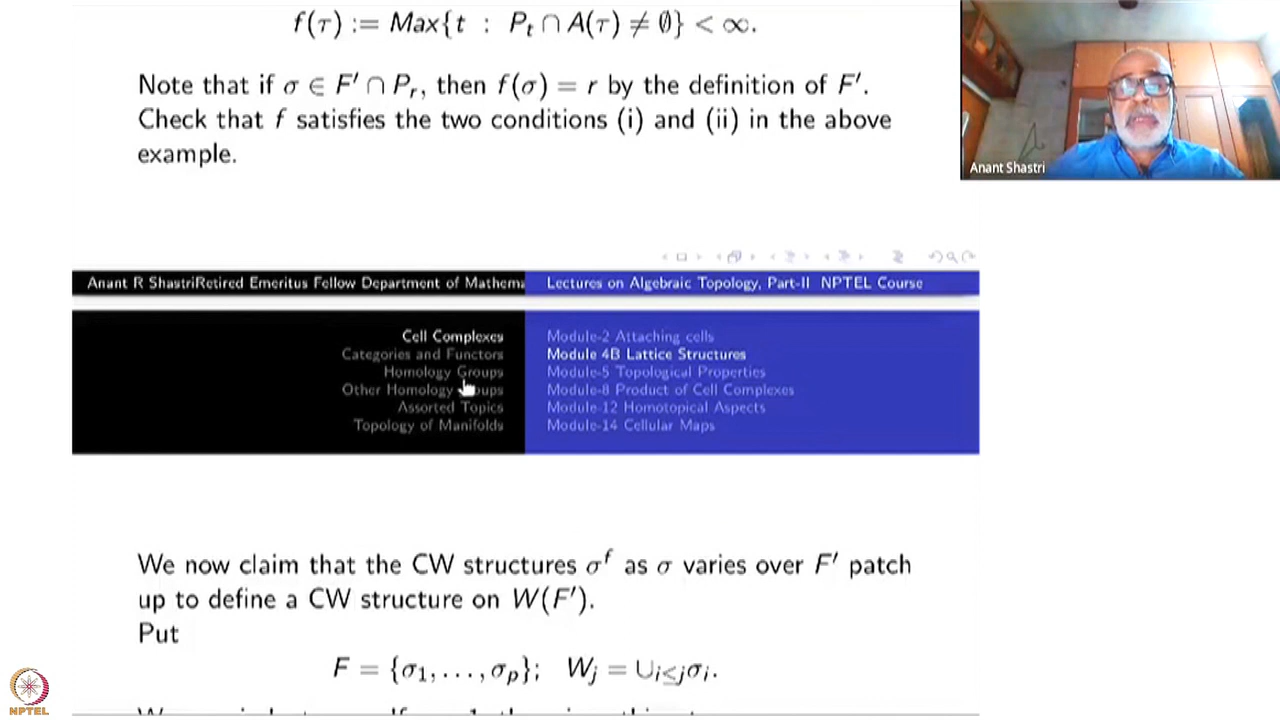 f(τ) := Max{t : P_t ∩ A(τ) ≠ ∅} < ∞.
Note that if σ ∈ F′ ∩ P_r, then f(σ) = r by the definition of F′.
Check that f satisfies the two conditions (i) and (ii) in the above
example.
Anant Shastri
Anant R ShastriRetired Emeritus Fellow Department of Mathema
Lectures on Algebraic Topology, Part-II NPTEL Course
Cell Complexes
Categories and Functors
Homology Groups
Other Homology Groups
Assorted Topics
Topology of Manifolds
Module-2 Attaching cells
Module 4B Lattice Structures
Module-5 Topological Properties
Module-8 Product of Cell Complexes
Module-12 Homotopical Aspects
Module-14 Cellular Maps
We now claim that the CW structures σ^f as σ varies over F′ patch
up to define a CW structure on W(F′).
Put
F = {σ₁, . . . , σ_p}; W_j = ∪_{i≤j}σ_i.
NPTEL